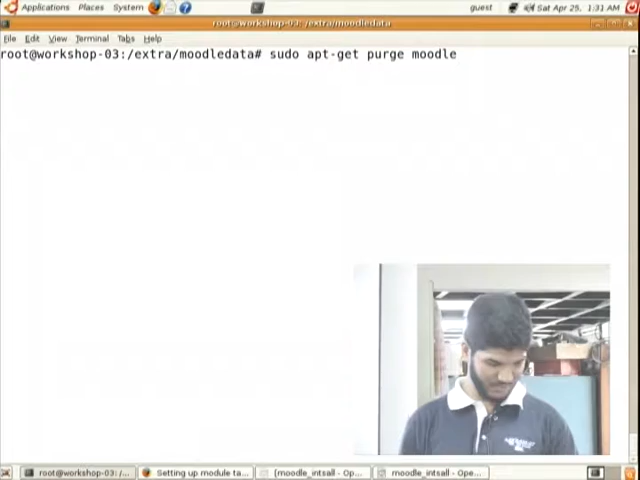 Applications Places System guest Sat Apr 25, 1:31 AM
root@workshop-03: /extra/moodledata
File Edit View Terminal Tabs Help
root@workshop-03:/extra/moodledata# sudo apt-get purge moodle
root@workshop-03: /... Setting up module ta... (moodle_intsall - Op... moodle_intsall - Ope...